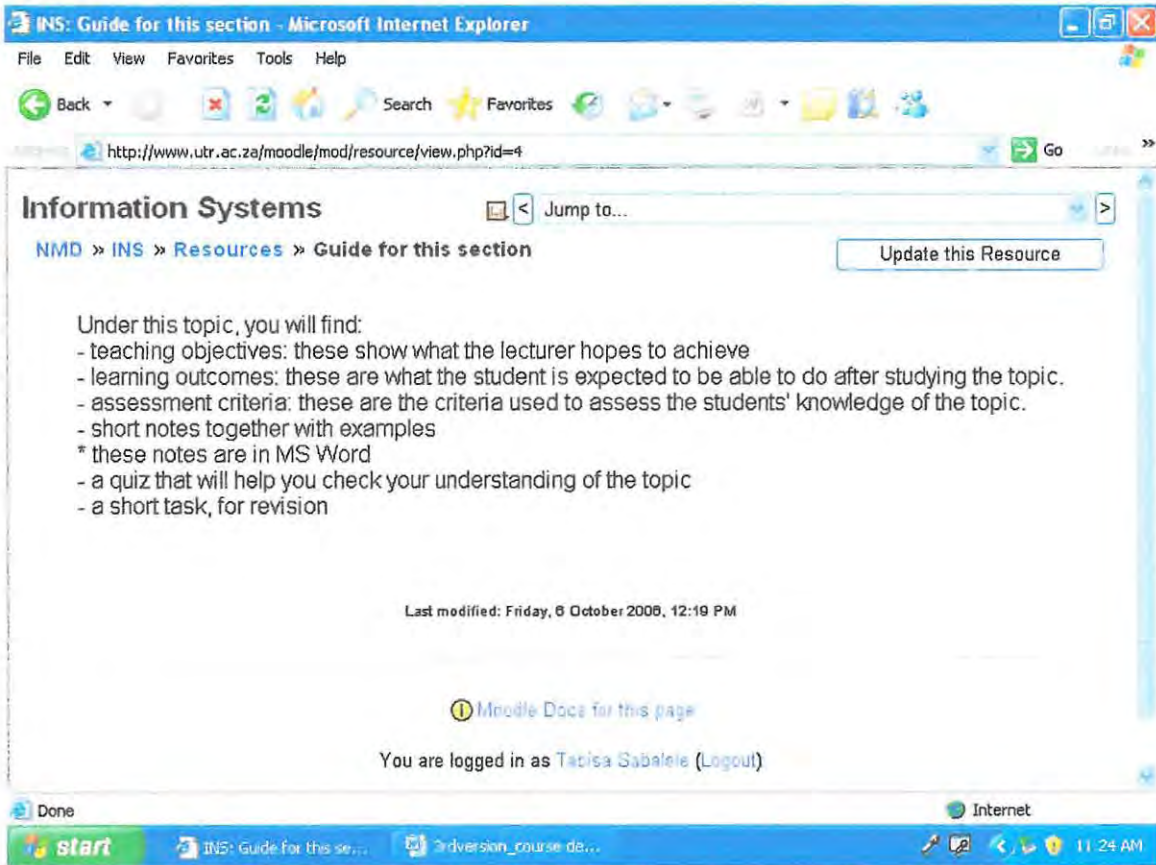 INS: Guide for this section - Microsoft Internet Explorer
File Edit View Favorites Tools Help
Back Search Favorites
http://www.utr.ac.za/moodle/mod/resource/view.php?id=4 Go »
Information Systems < Jump to... >
NMD » INS » Resources » Guide for this section Update this Resource
Under this topic, you will find:
- teaching objectives: these show what the lecturer hopes to achieve
- learning outcomes: these are what the student is expected to be able to do after studying the topic.
- assessment criteria: these are the criteria used to assess the students' knowledge of the topic.
- short notes together with examples
* these notes are in MS Word
- a quiz that will help you check your understanding of the topic
- a short task, for revision
Last modified: Friday, 6 October 2006, 12:19 PM
Moodle Docs for this page
You are logged in as Tabisa Sabalele (Logout)
Done Internet
start INS: Guide for this se... 3rdversion_course de... 11:24 AM